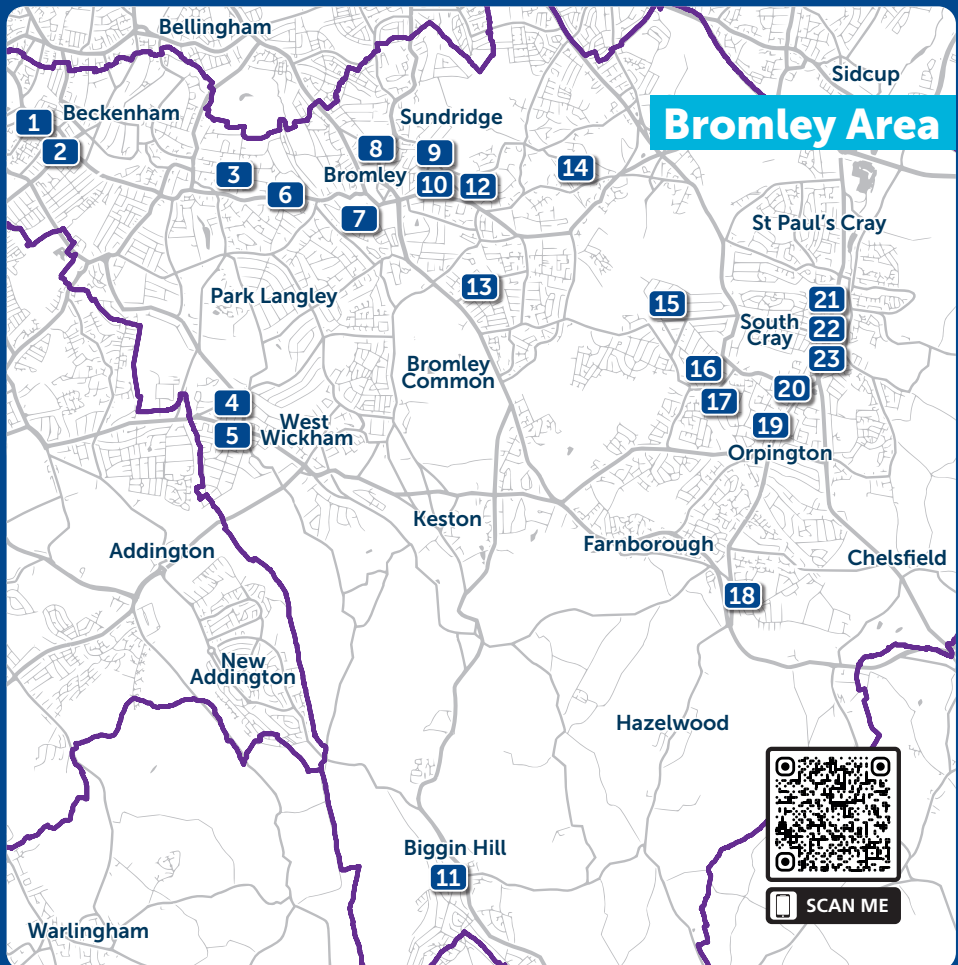 Bellingham
Sidcup
Bromley Area
Beckenham
Sundridge
1
2
3
6
8
Bromley
7
9
10
12
14
St Paul's Cray
13
Park Langley
15
21
South
Cray
22
23
Bromley
Common
16
17
20
19
Orpington
4
5
West
Wickham
Keston
Farnborough
Chelsfield
Addington
18
New
Addington
Hazelwood
Biggin Hill
11
SCAN ME
Warlingham